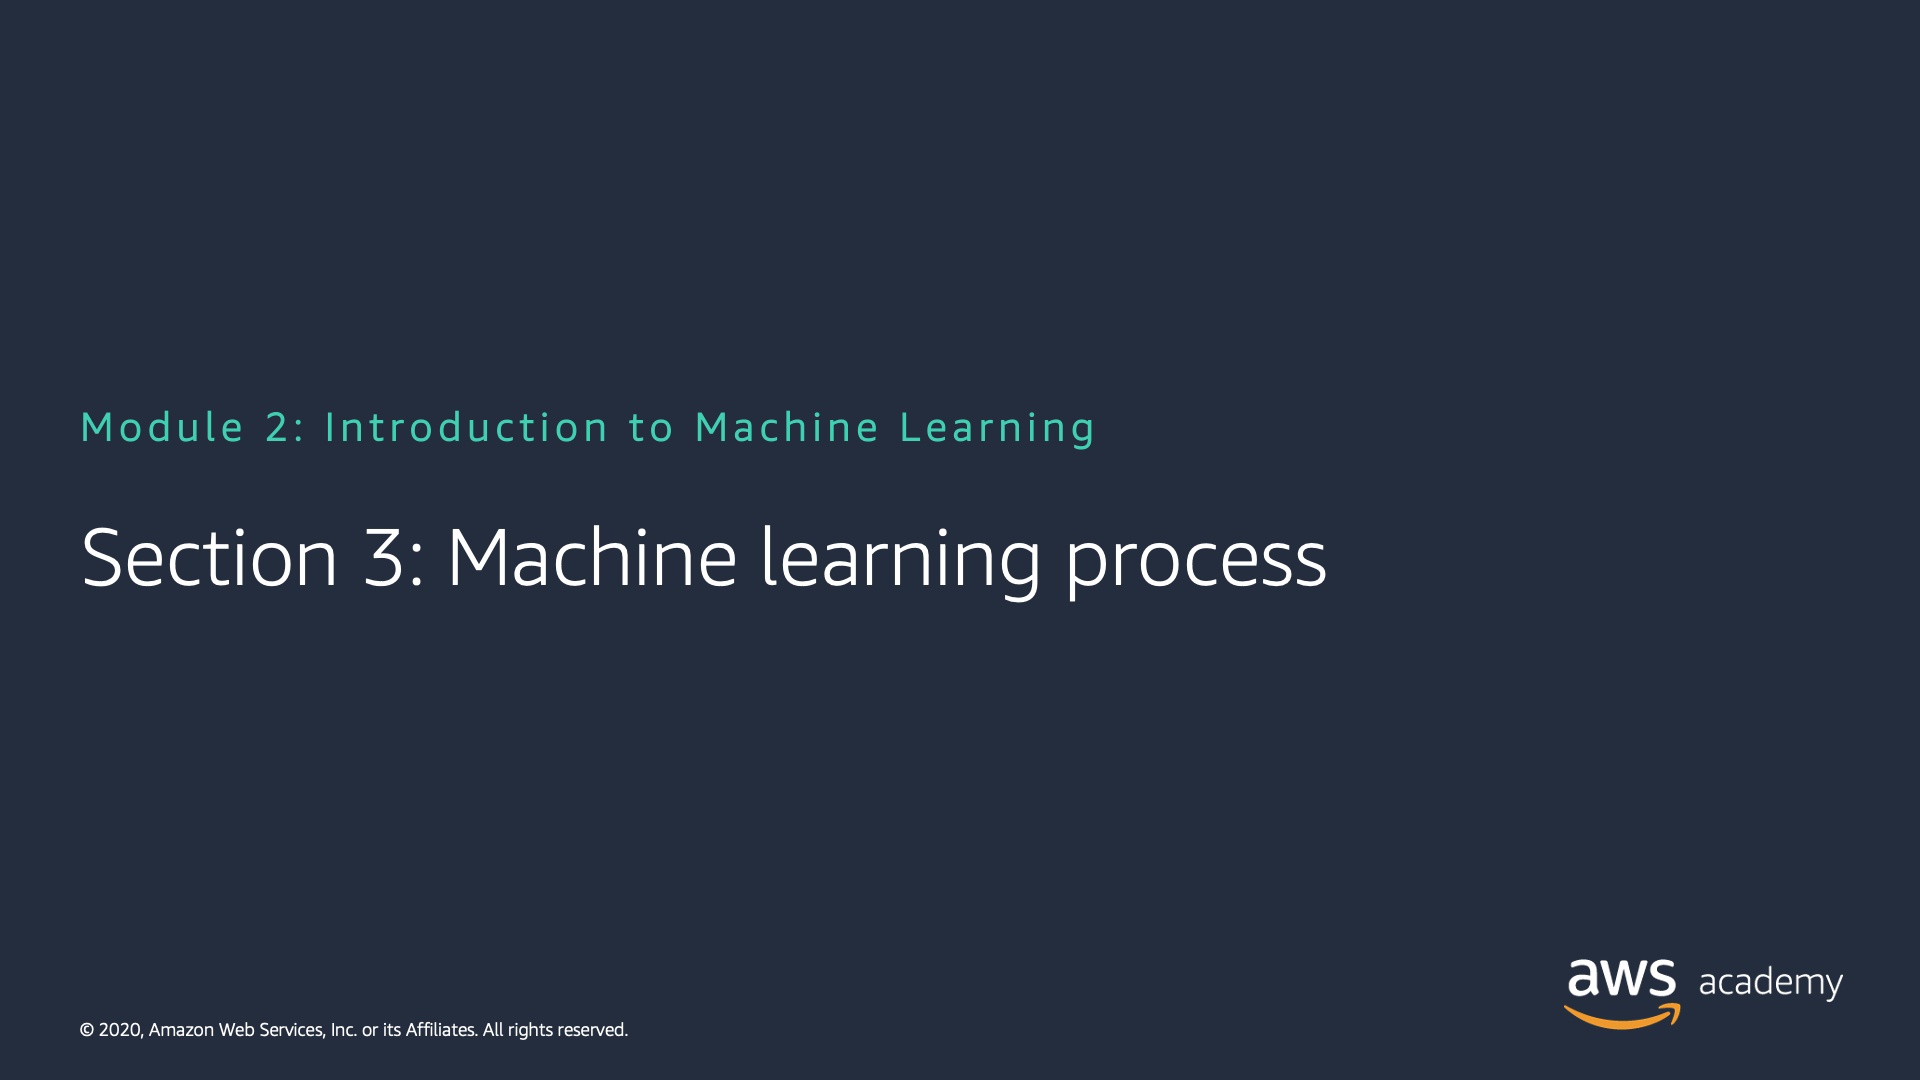 Module 2: Introduction to Machine Learning
Section 3: Machine learning process
aws academy
© 2020, Amazon Web Services, Inc. or its Affiliates. All rights reserved.